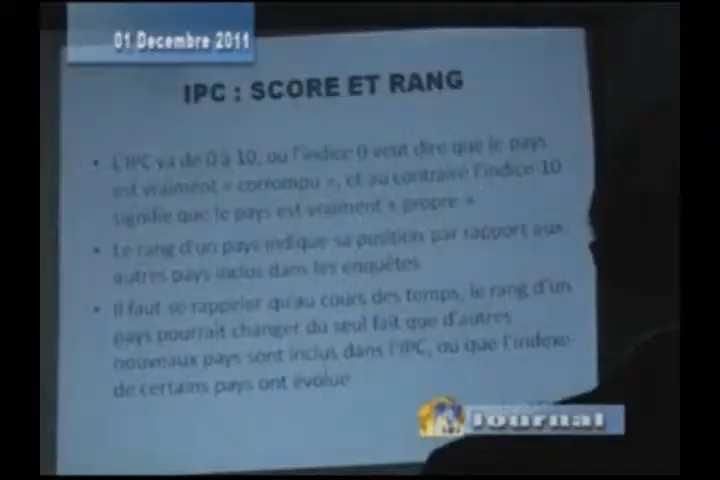 01 Decembre 2011
IPC : SCORE ET RANG
• L'IPC va de 0 à 10, ou l'indice 0 veut dire que le pays
est vraiment « corrompu », et au contraire l'indice 10
signifie que le pays est vraiment « propre »
• Le rang d'un pays indique sa position par rapport aux
autres pays inclus dans les enquêtes
• Il faut se rappeler qu'au cours des temps, le rang d'un
pays pourrait changer du seul fait que d'autres
nouveaux pays sont inclus dans l'IPC, ou que l'indexe
de certains pays ont évolué
Journal